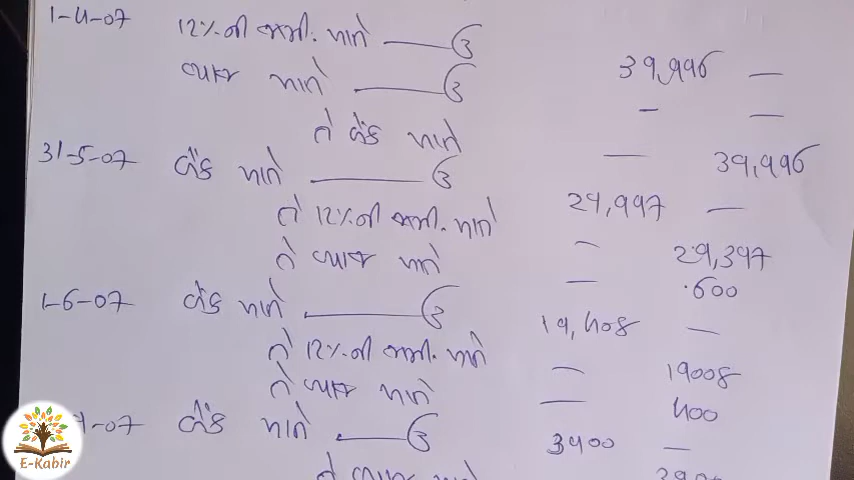 1-4-07 12%ની જામી. ખાતે ——— ઉ 39,996 —
વ્યાજ ખાતે ——— ઉ — —
તે બેંક ખાતે — 39,996
31-5-07 બેંક ખાતે ——— ઉ 29,997 —
તે 12%ની જામી. ખાતે — 29,397
તે વ્યાજ ખાતે — 600
1-6-07 બેંક ખાતે ——— ઉ 19,408 —
તે 12%ની જામી. ખાતે — 19008
તે વ્યાજ ખાતે — 400
-07 બેંક ખાતે ——— ઉ 3900 —
E-Kabir